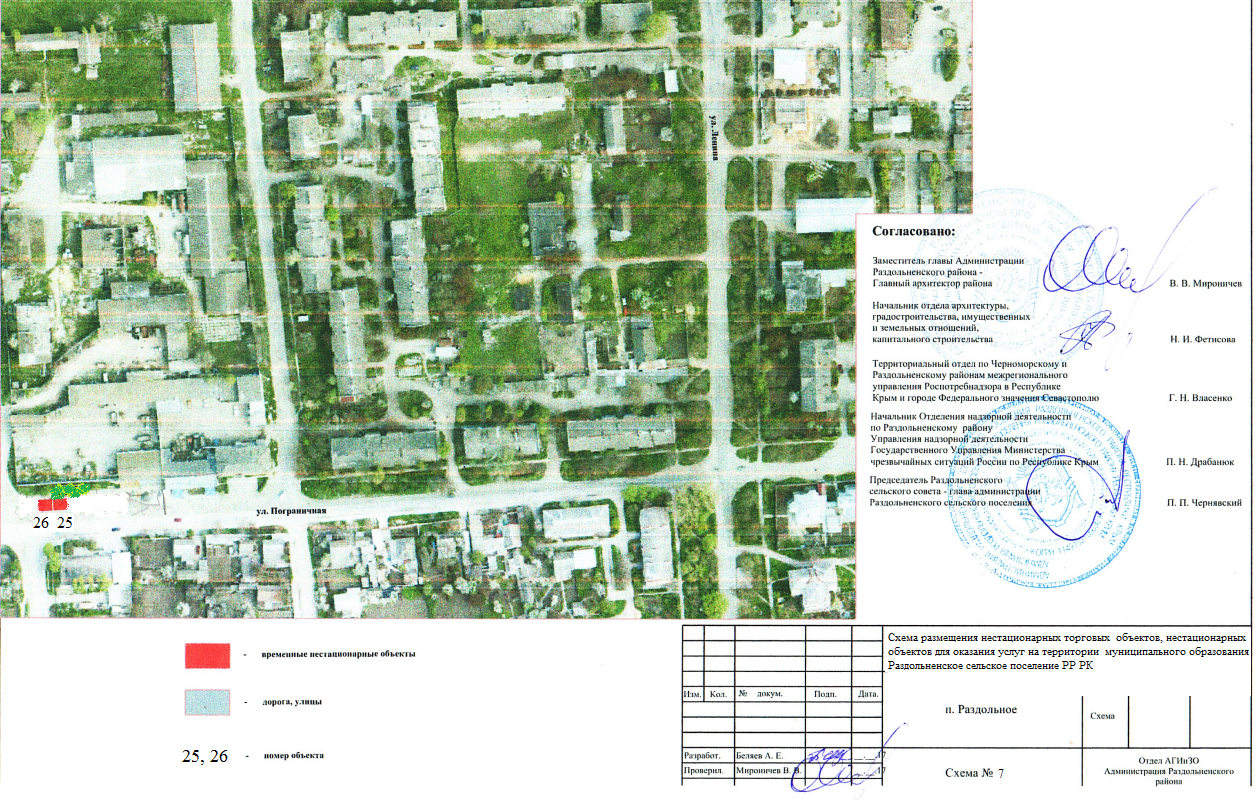 ул.Ленина
26 25
ул. Пограничная
Согласовано:
Заместитель главы Администрации
Раздольненского района -
Главный архитектор района
В. В. Мироничев
Начальник отдела архитектуры,
градостроительства, имущественных
и земельных отношений,
капитального строительства
Н. И. Фетисова
Территориальный отдел по Черноморскому и
Раздольненскому районам межрегионального
управления Роспотребнадзора в Республике
Крым и городе Федерального значения Севастополю
Г. Н. Власенко
Начальник Отделения надзорной деятельности
по Раздольненскому району
Управления надзорной деятельности
Государственного Управления Министерства
чрезвычайных ситуаций России по Республике Крым
П. Н. Драбанюк
Председатель Раздольненского
сельского совета - глава администрации
Раздольненского сельского поселения
П. П. Чернявский
- временные нестационарные объекты
- дорога, улицы
25, 26 - номер объекта
Изм. Кол. № докум. Подп. Дата.
Разработ. Беляев А. Е.
Проверил. Мироничев В. В.
Схема размещения нестационарных торговых объектов, нестационарных
объектов для оказания услуг на территории муниципального образования
Раздольненское сельское поселение РР РК
п. Раздольное
Схема
Схема № 7
Отдел АГИиЗО
Администрация Раздольненского
района